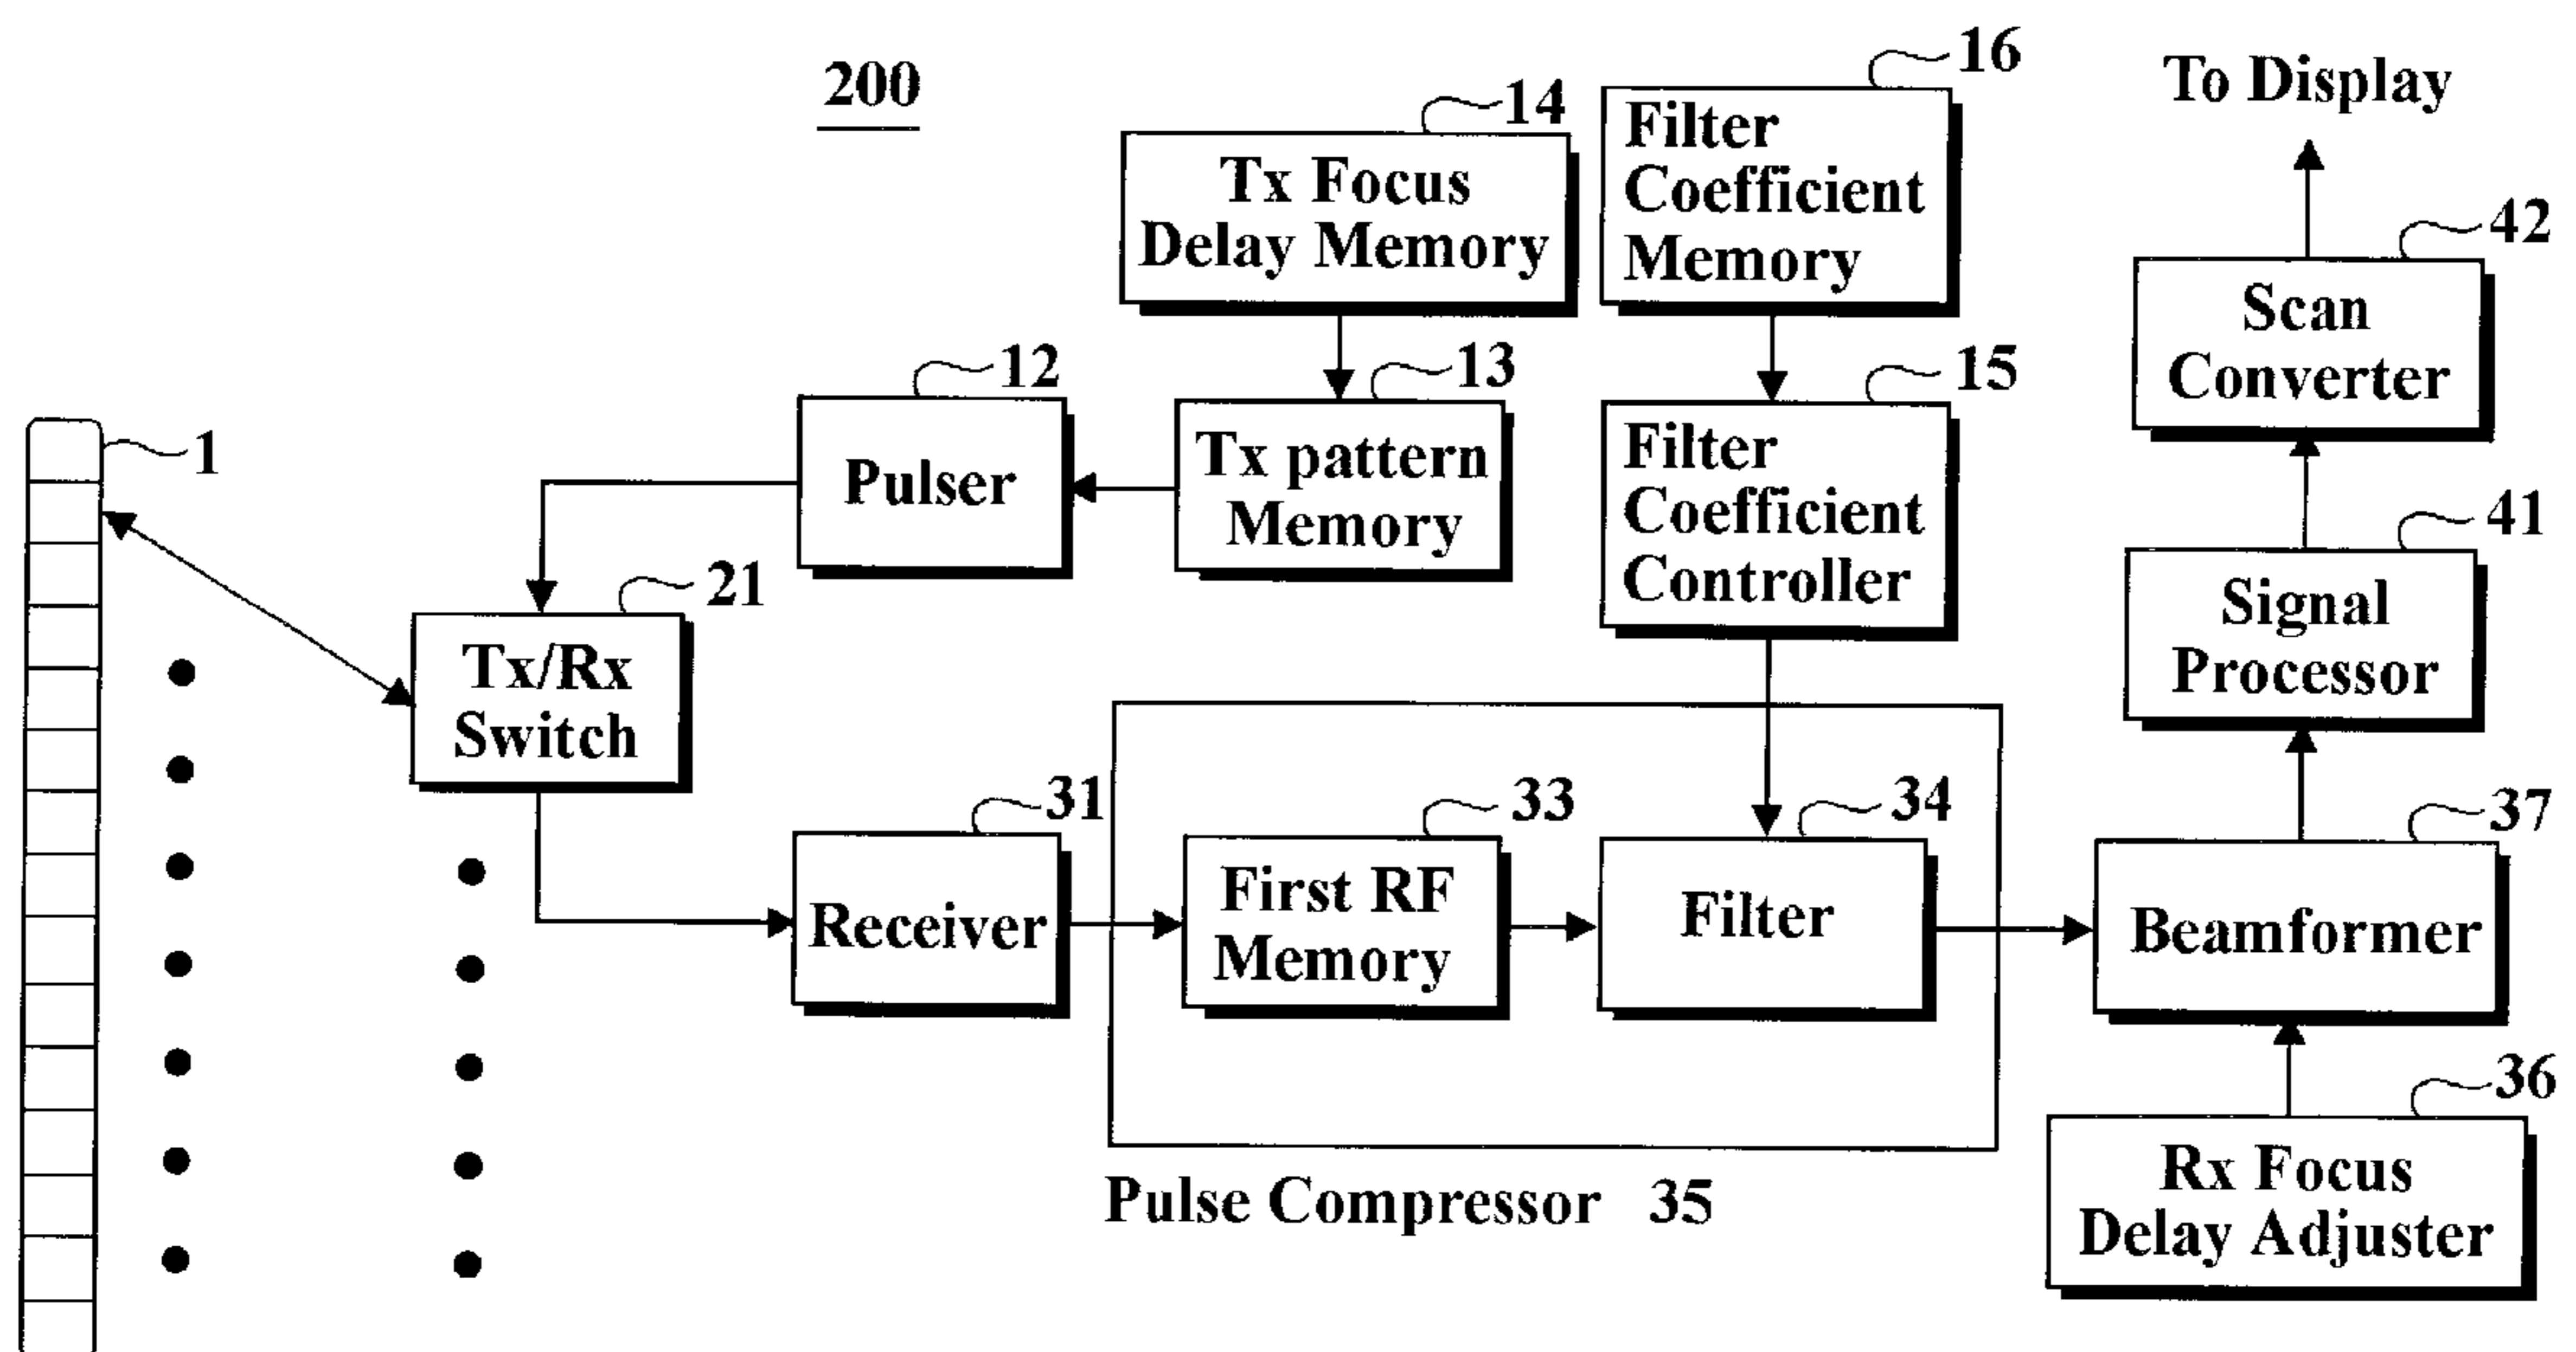 200
14
Tx Focus
Delay Memory
16
Filter
Coefficient
Memory
To Display
42
Scan
Converter
12
Pulser
13
Tx pattern
Memory
15
Filter
Coefficient
Controller
1
21
Tx/Rx
Switch
41
Signal
Processor
31
Receiver
33
First RF
Memory
34
Filter
37
Beamformer
Pulse Compressor 35
36
Rx Focus
Delay Adjuster